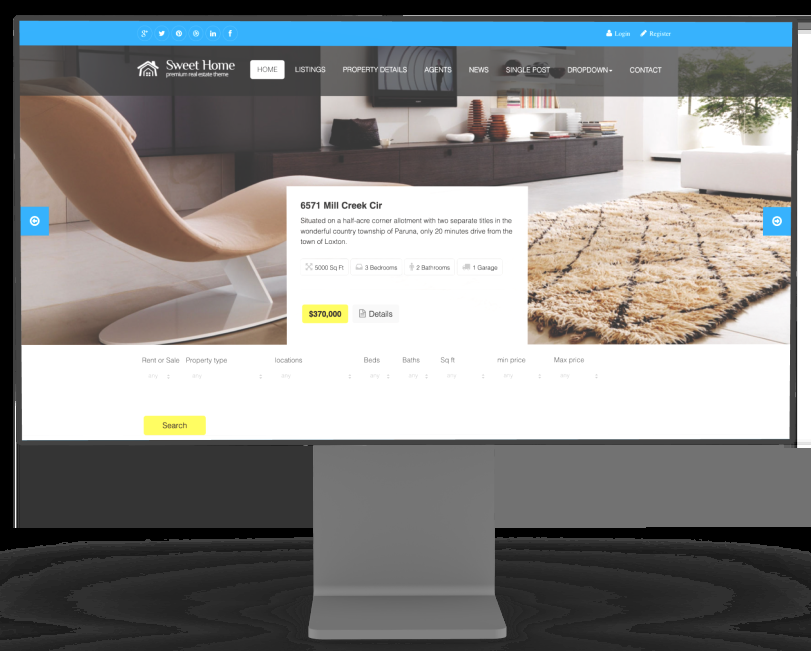 Login Register
Sweet Home
premium real estate theme
HOME LISTINGS PROPERTY DETAILS AGENTS NEWS SINGLE POST DROPDOWN CONTACT
6571 Mill Creek Cir
Situated on a half-acre corner allotment with two separate titles in the
wonderful country township of Paruna, only 20 minutes drive from the
town of Loxton.
5000 Sq Ft 3 Bedrooms 2 Bathrooms 1 Garage
$370,000 Details
Rent or Sale Property type locations Beds Baths Sq ft min price Max price
any any any any any any any any
Search